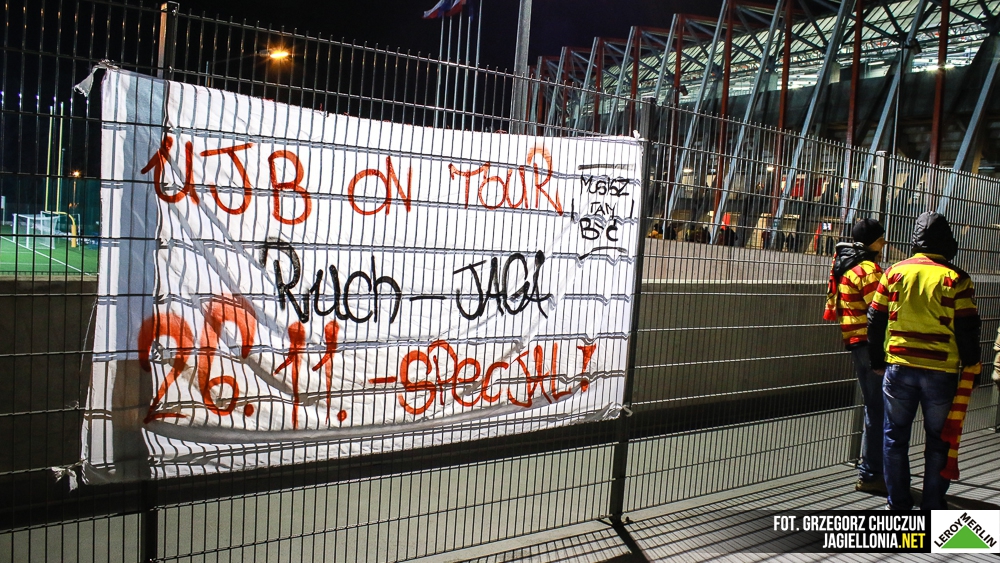 UJB ON TOUR
MUSISZ
TAM
BYĆ
Ruch - JAGA
26.11. - SPECJAL!
FOT. GRZEGORZ CHUCZUN
JAGIELLONIA.NET
LEROY MERLIN